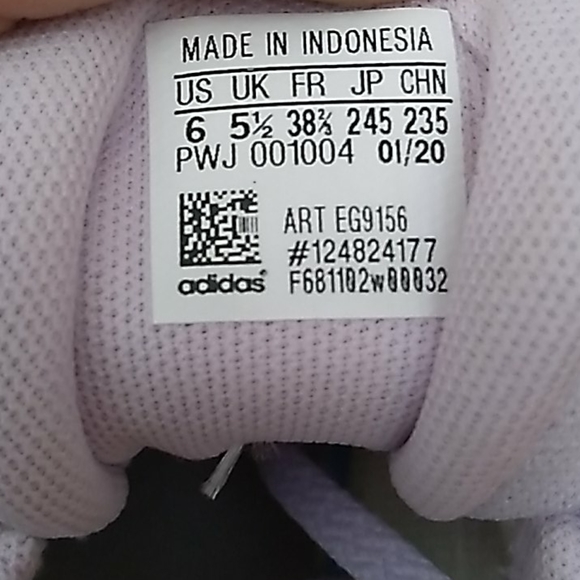 MADE IN INDONESIA
US UK FR JP CHN
6 5½ 38⅔ 245 235
PWJ 001004 01/20
ART EG9156
#124824177
adidas F681102w00032